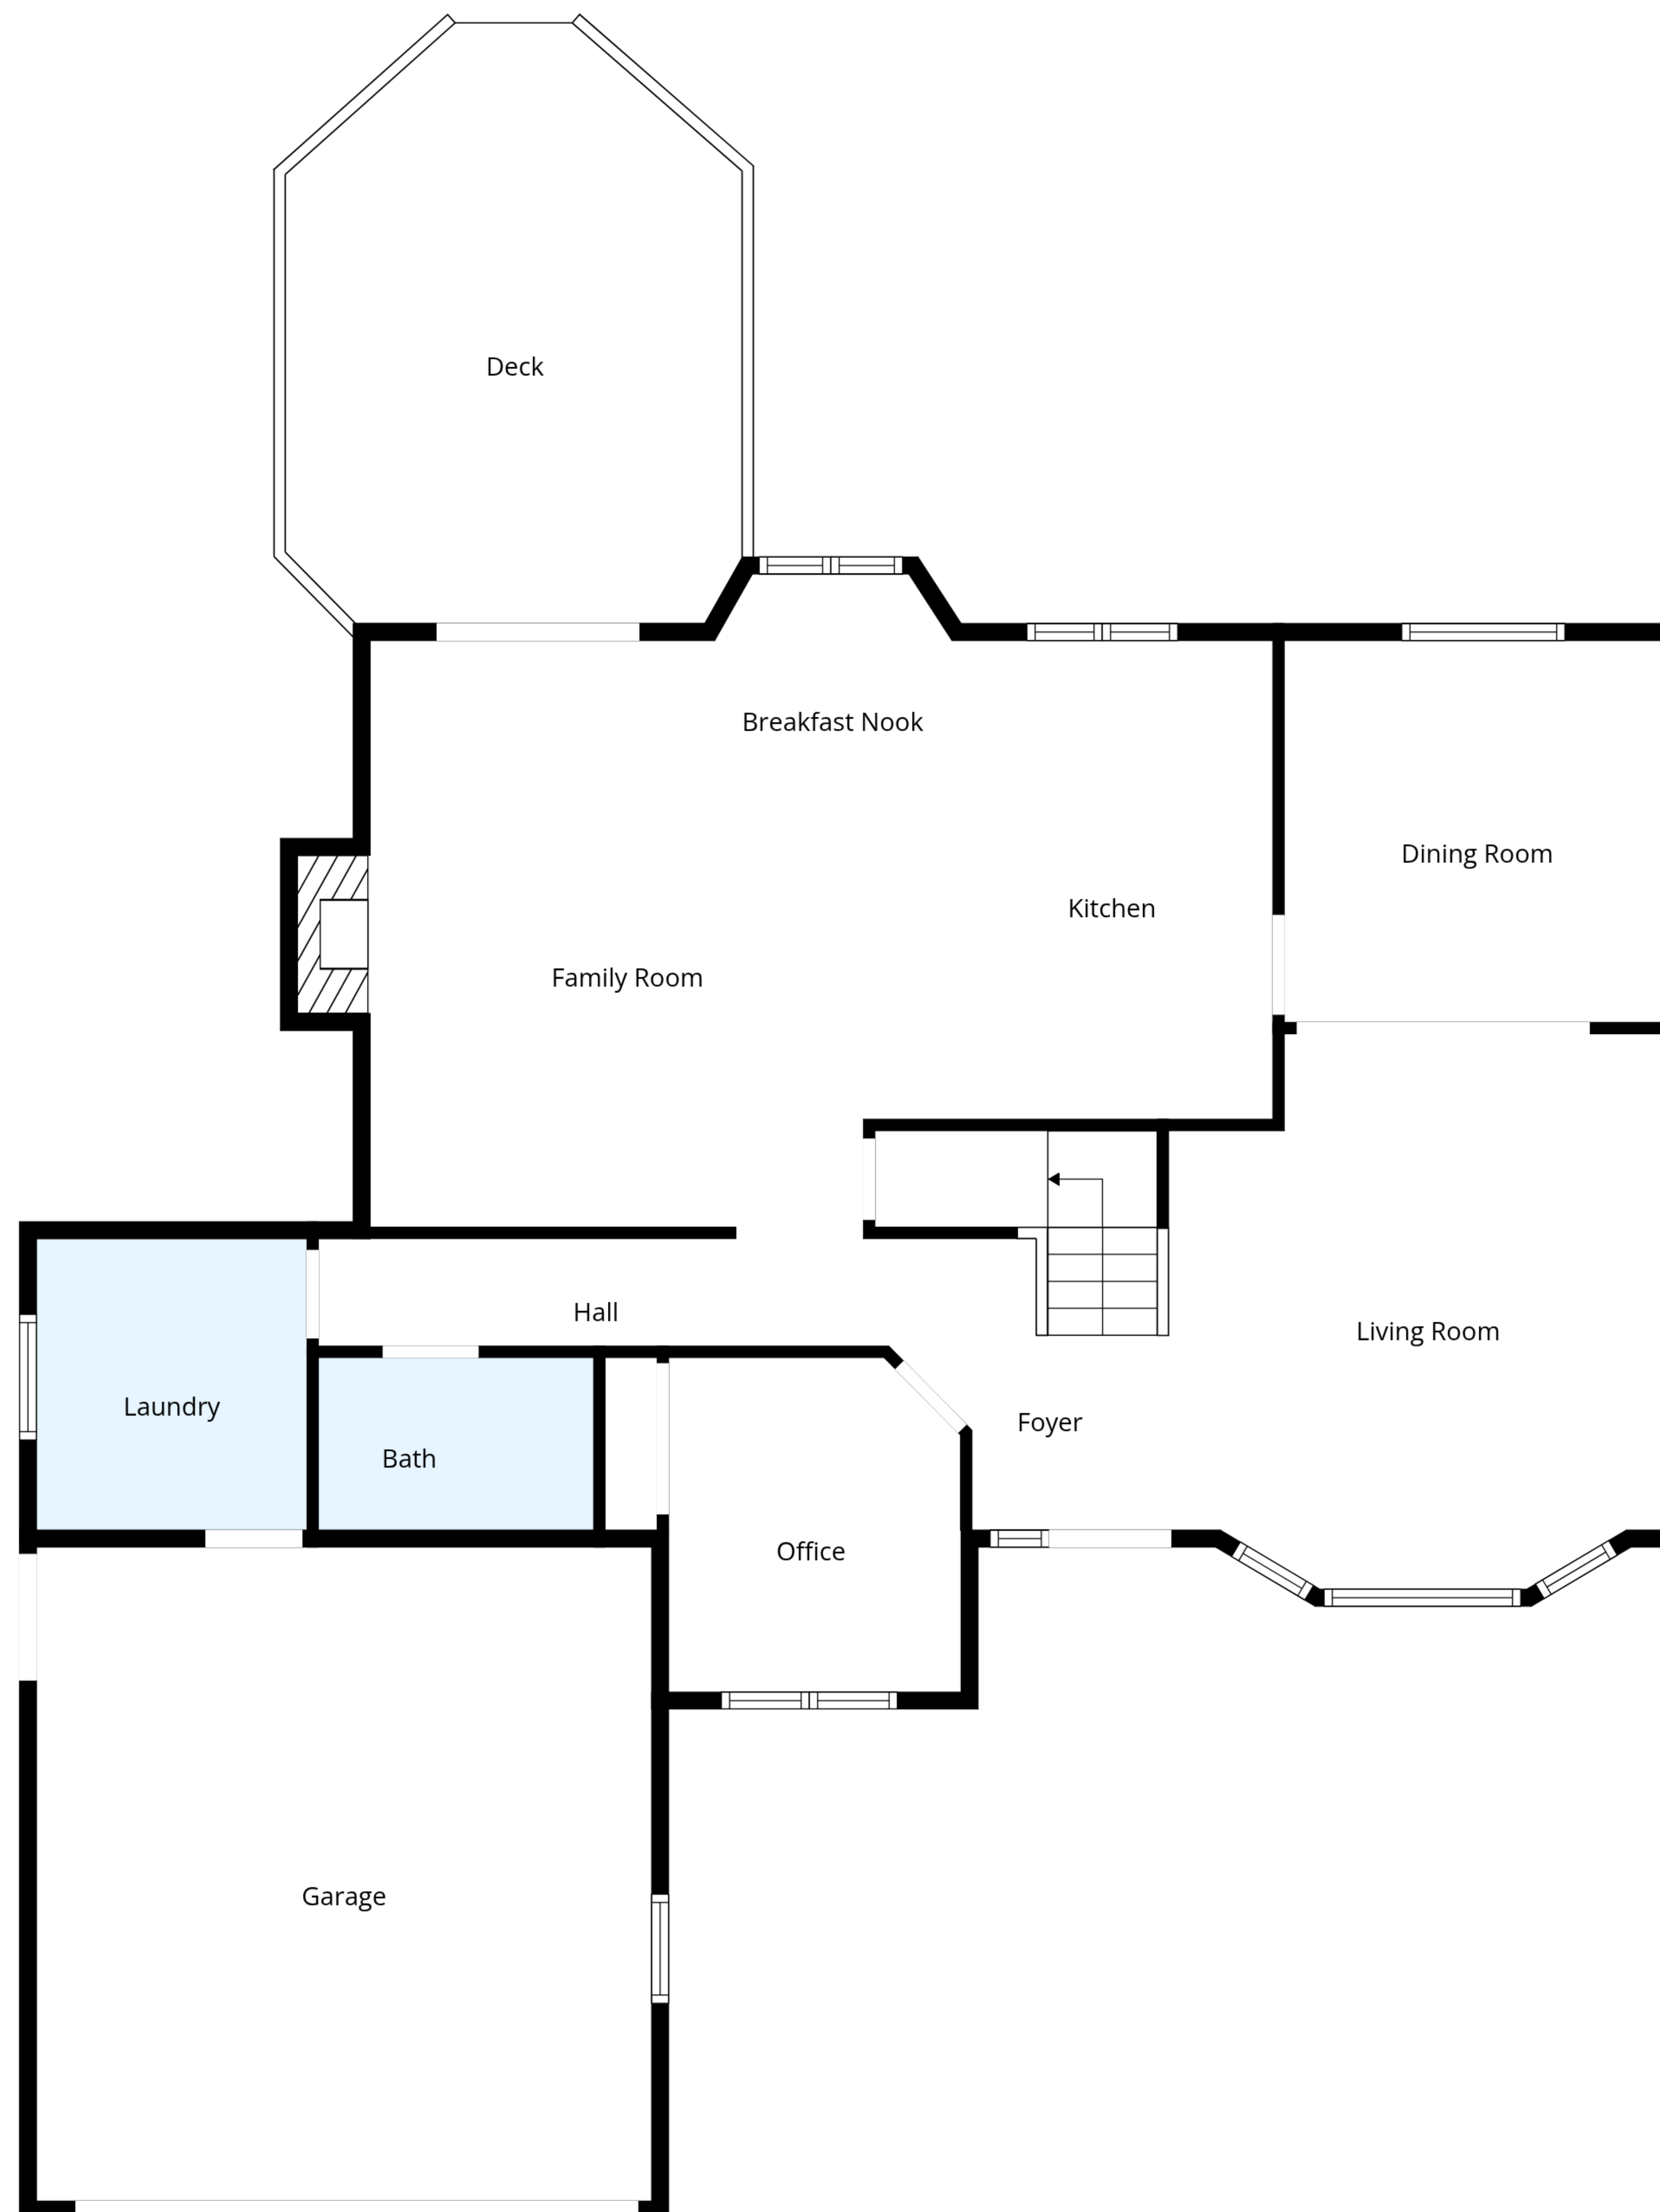 Deck
Breakfast Nook
Dining Room
Kitchen
Family Room
Hall
Living Room
Laundry
Foyer
Bath
Office
Garage